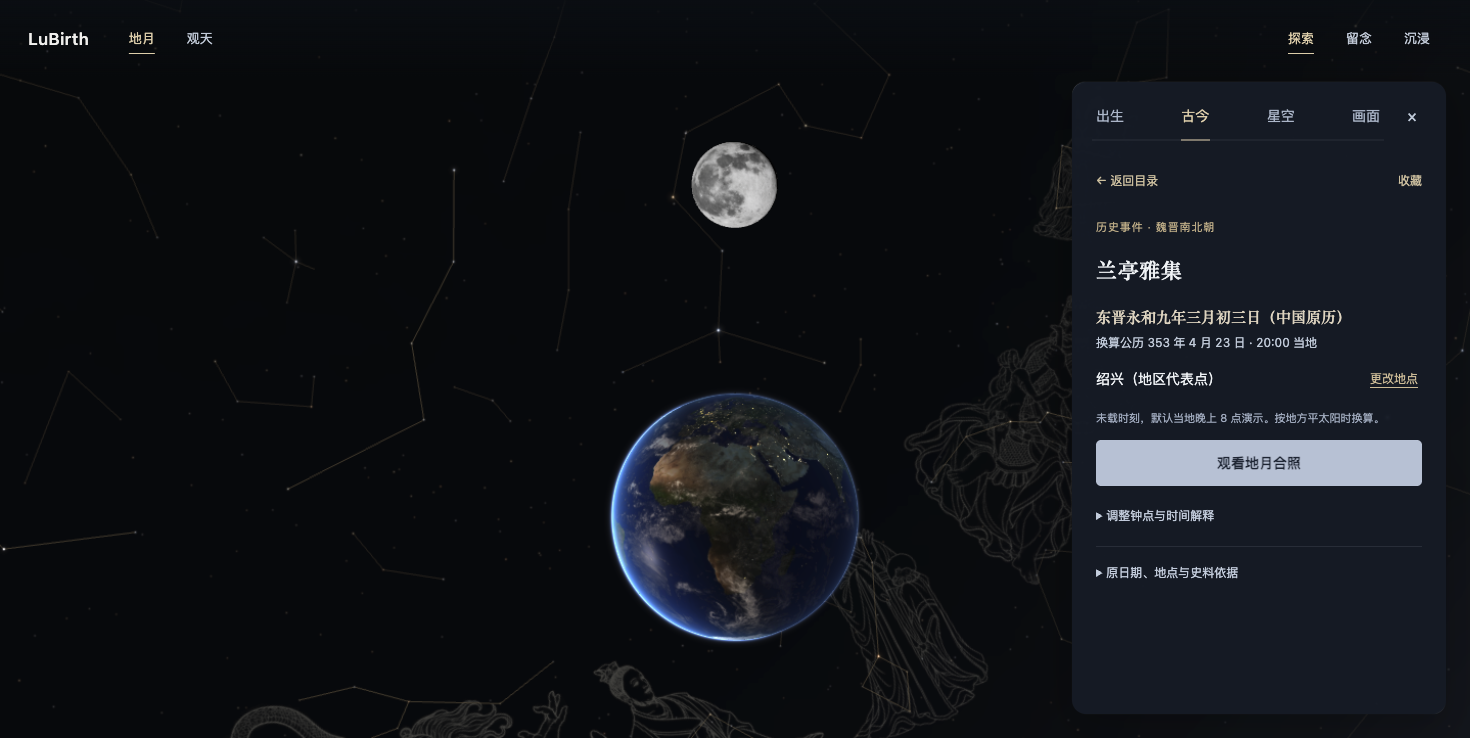 LuBirth 地月 观天 探索 留念 沉浸
出生 古今 星空 画面 ×
← 返回目录 收藏
历史事件 · 魏晋南北朝
兰亭雅集
东晋永和九年三月初三日（中国原历）
换算公历 353 年 4 月 23 日 · 20:00 当地
绍兴（地区代表点） 更改地点
未载时刻，默认当地晚上 8 点演示。按地方平太阳时换算。
观看地月合照
▶ 调整钟点与时间解释
▶ 原日期、地点与史料依据